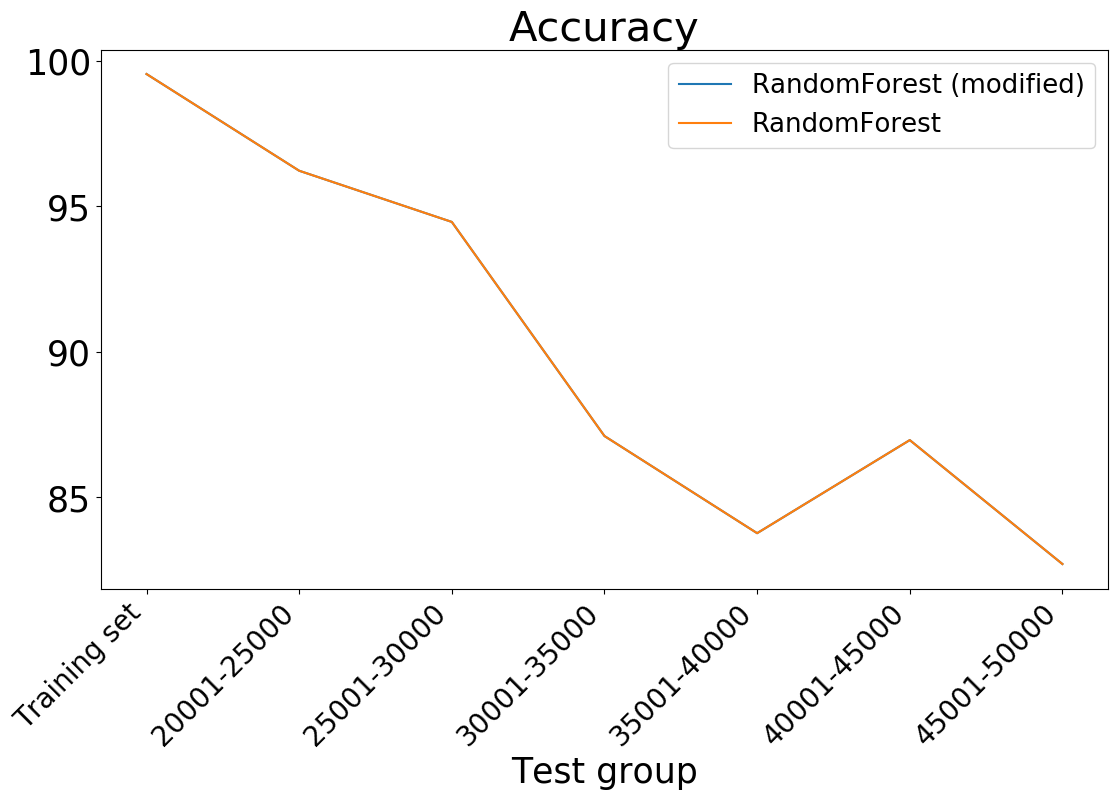 Accuracy
100
95
90
85
RandomForest (modified)
RandomForest
Training set
20001-25000
25001-30000
30001-35000
35001-40000
40001-45000
45001-50000
Test group